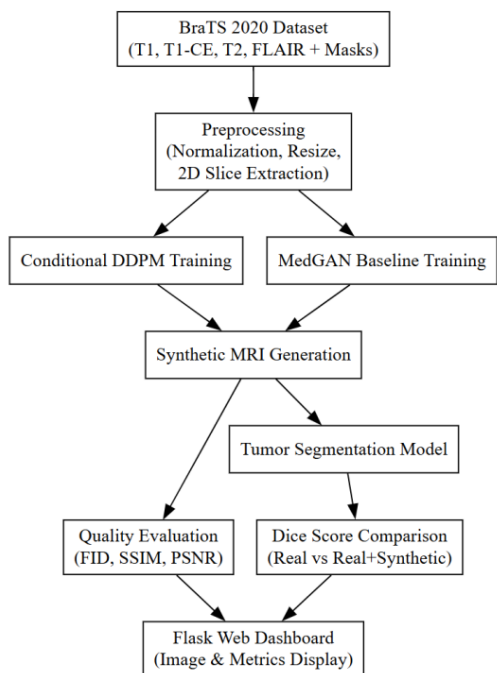 BraTS 2020 Dataset
(T1, T1-CE, T2, FLAIR + Masks)
Preprocessing
(Normalization, Resize,
2D Slice Extraction)
Conditional DDPM Training
MedGAN Baseline Training
Synthetic MRI Generation
Tumor Segmentation Model
Quality Evaluation
(FID, SSIM, PSNR)
Dice Score Comparison
(Real vs Real+Synthetic)
Flask Web Dashboard
(Image & Metrics Display)